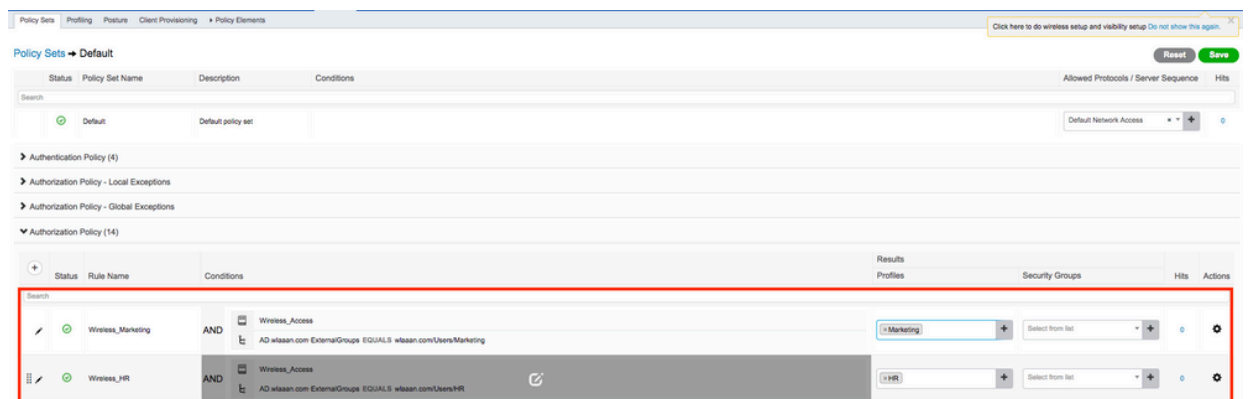 Policy Sets Profiling Posture Client Provisioning Policy Elements
Click here to do wireless setup and visibility setup Do not show this again.
Policy Sets → Default
Reset Save
Status Policy Set Name Description Conditions Allowed Protocols / Server Sequence Hits
Search
Default Default policy set Default Network Access 0
Authentication Policy (4)
Authorization Policy - Local Exceptions
Authorization Policy - Global Exceptions
Authorization Policy (14)
Results
Status Rule Name Conditions Profiles Security Groups Hits Actions
Search
Wireless_Marketing AND Wireless_Access Marketing Select from list 0
AD.wlaaan.com ExternalGroups EQUALS wlaaan.com/Users/Marketing
Wireless_HR AND Wireless_Access HR Select from list 0
AD.wlaaan.com ExternalGroups EQUALS wlaaan.com/Users/HR